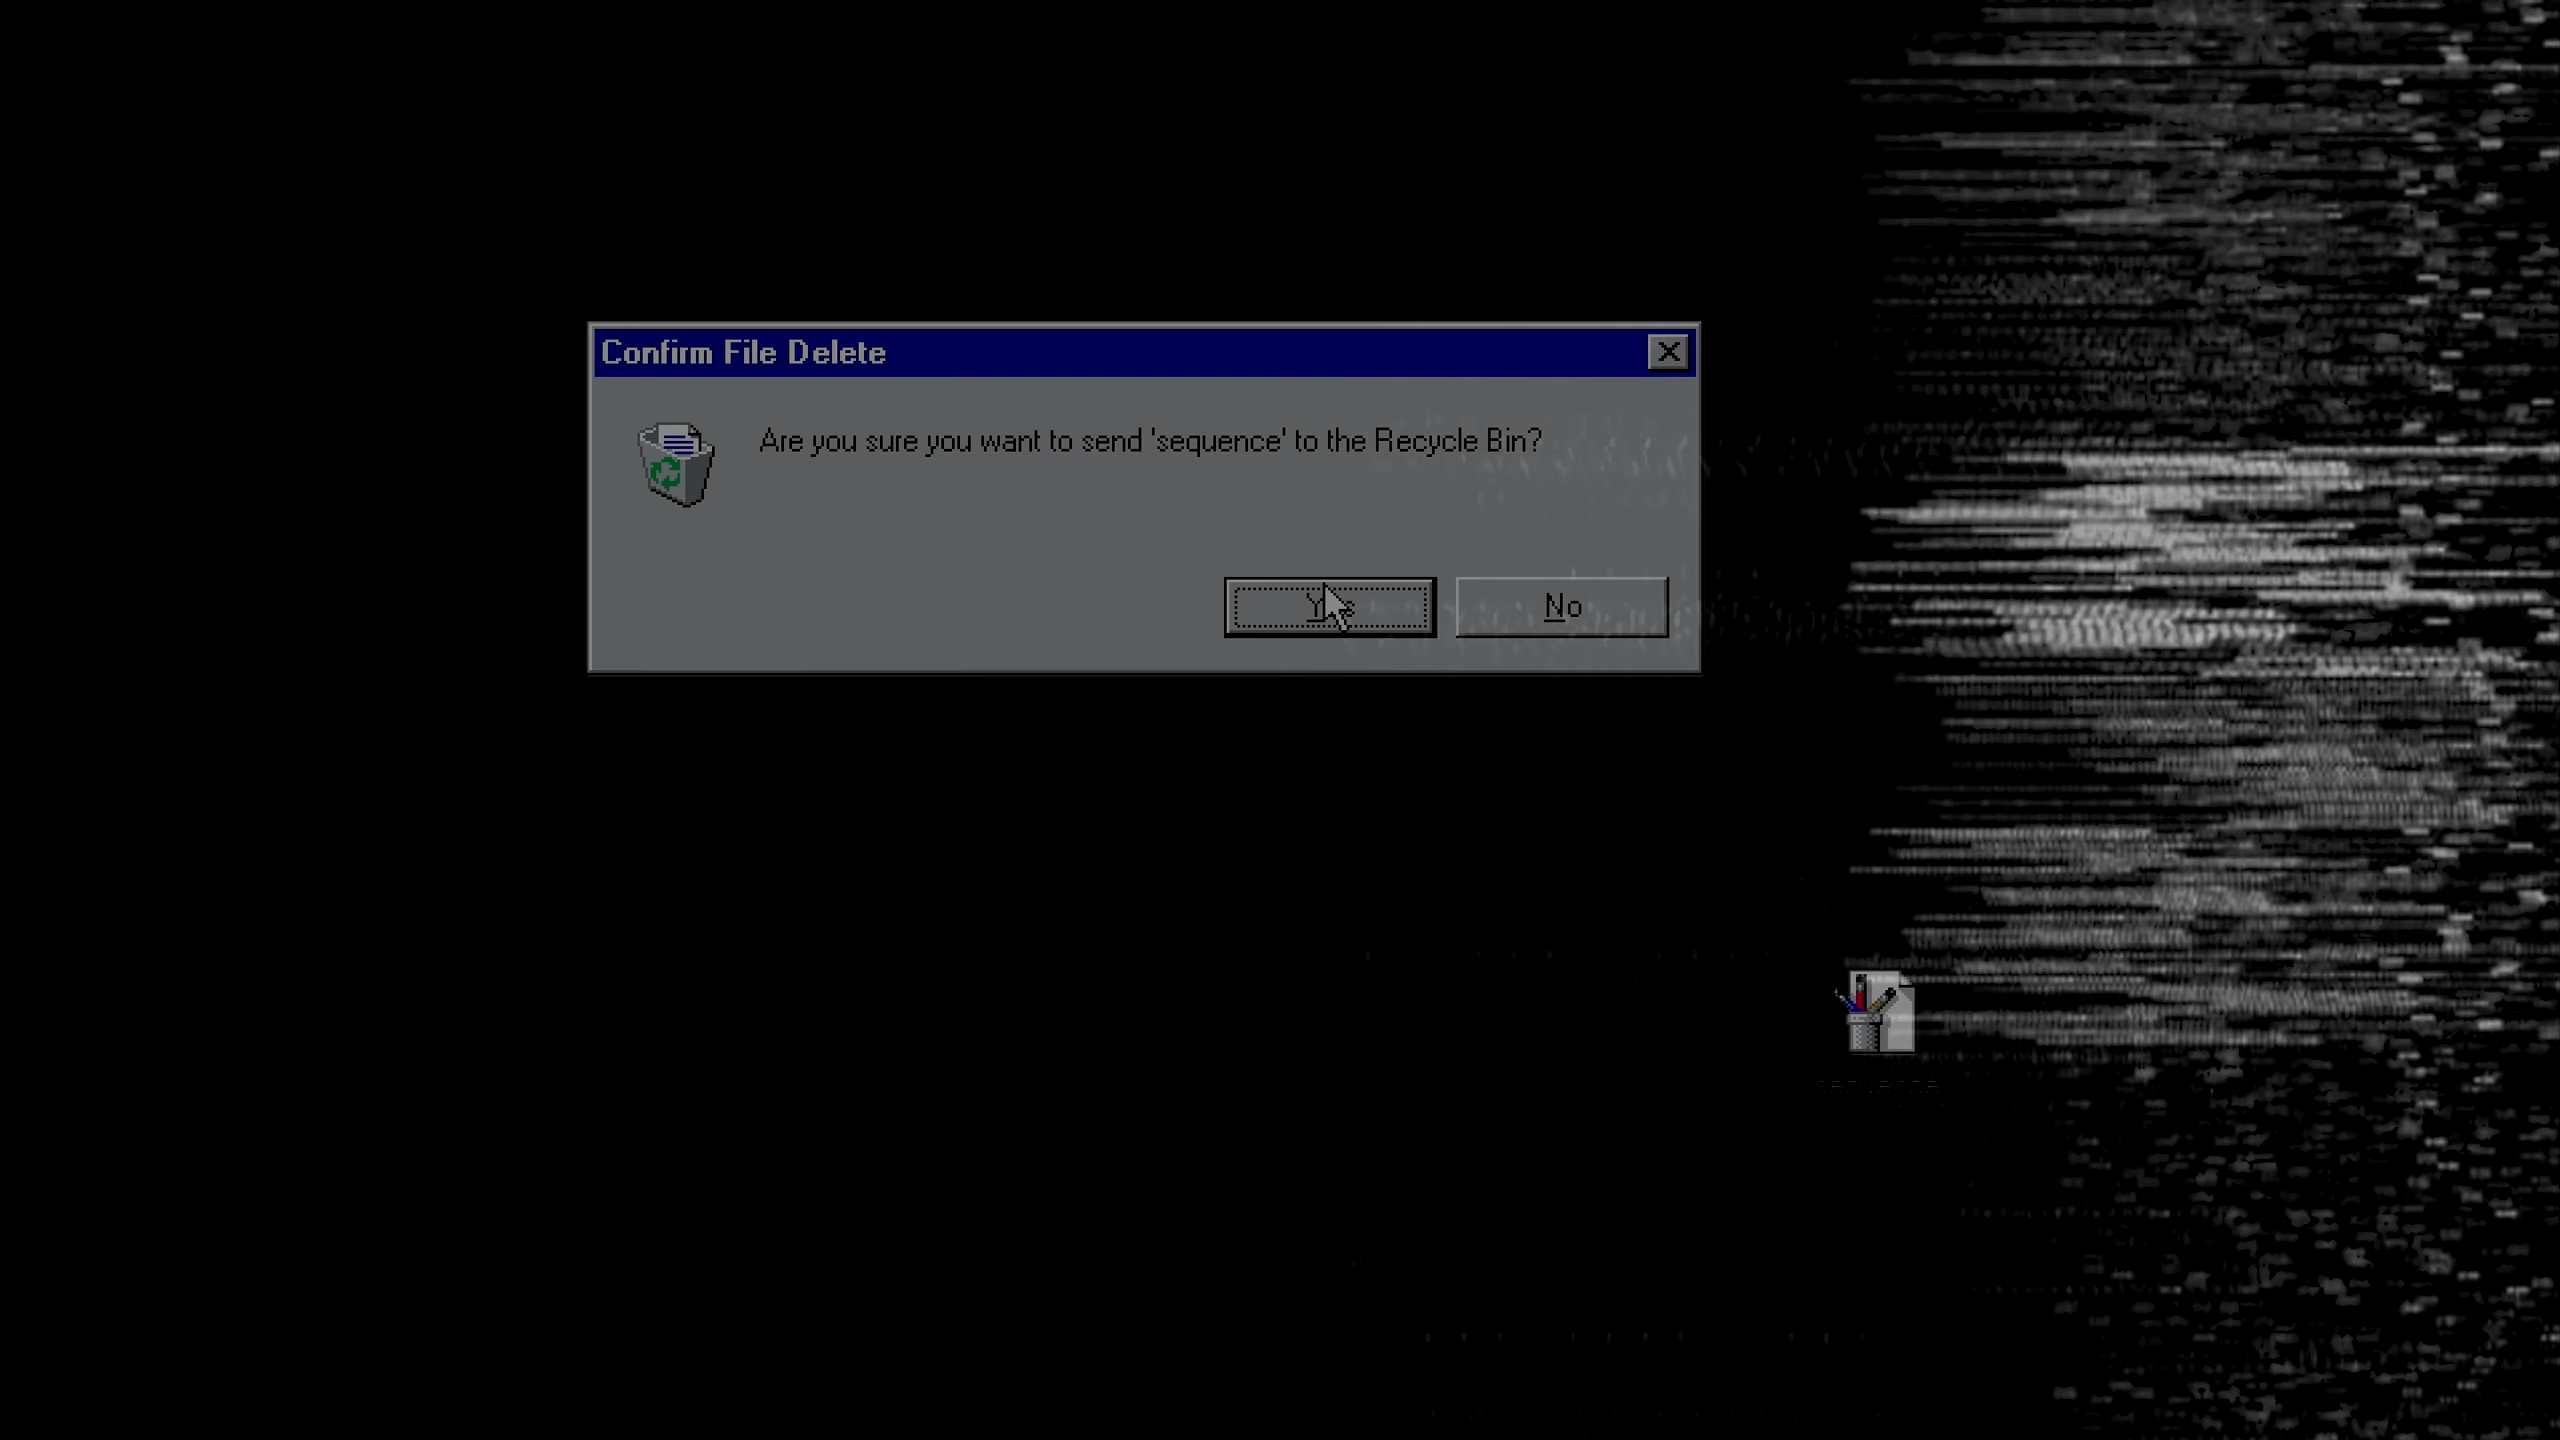 Confirm File Delete
Are you sure you want to send 'sequence' to the Recycle Bin?
No